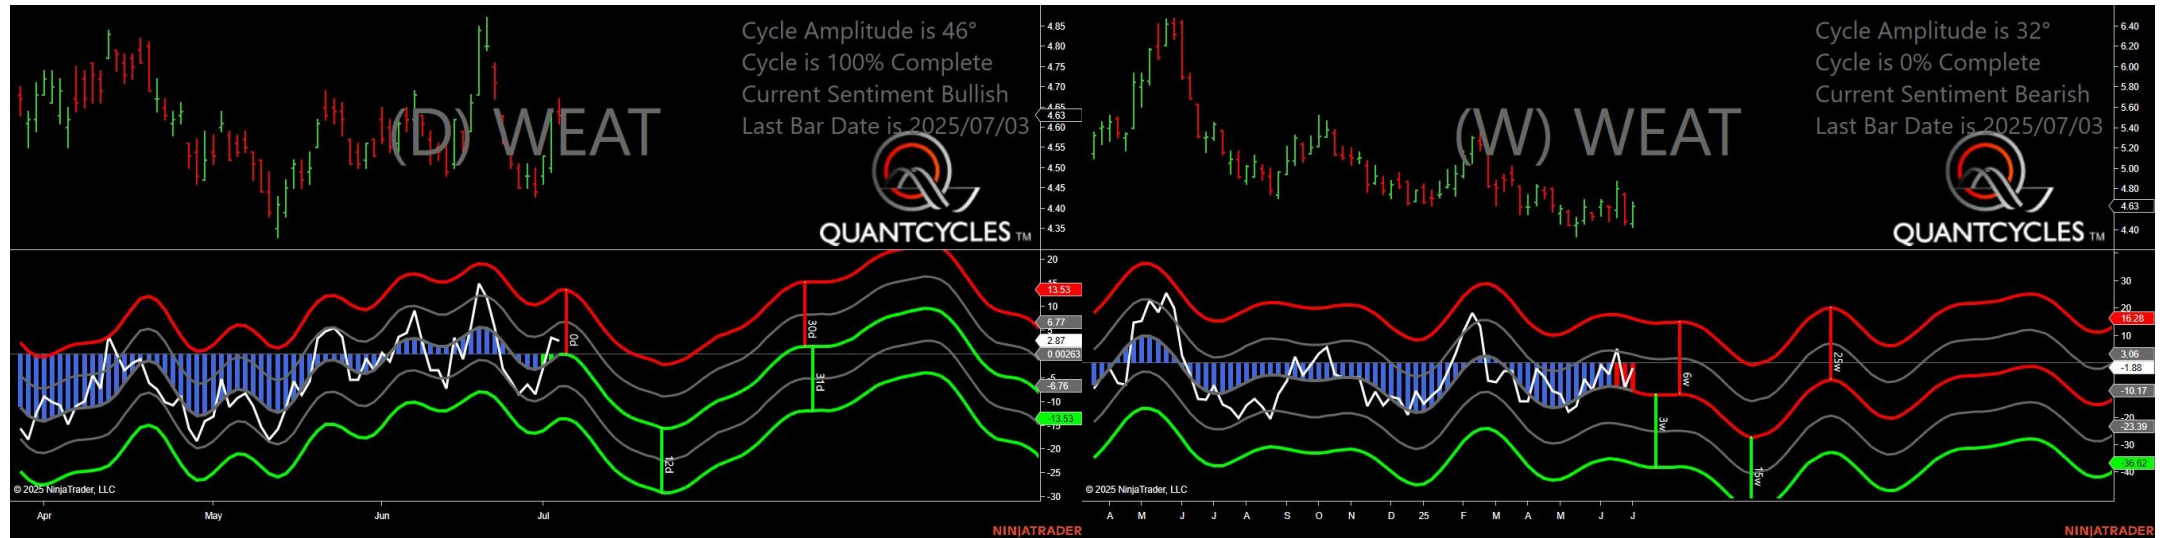 Cycle Amplitude is 46°
Cycle is 100% Complete
Current Sentiment Bullish
Last Bar Date is 2025/07/03
(D) WEAT
QUANTCYCLES TM
4.85
4.80
4.75
4.70
4.65
4.63
4.60
4.55
4.50
4.45
4.40
4.35
20
13.53
10
6.77
2.87
0.00263
-5
-6.76
-10
-13.53
-15
-20
-25
-30
0d
12d
30d
31d
© 2025 NinjaTrader, LLC
Apr
May
Jun
Jul
NINJATRADER
Cycle Amplitude is 32°
Cycle is 0% Complete
Current Sentiment Bearish
Last Bar Date is 2025/07/03
(W) WEAT
QUANTCYCLES TM
6.40
6.20
6.00
5.80
5.60
5.40
5.20
5.00
4.80
4.63
4.40
30
20
16.28
10
3.06
-1.88
-10.17
-20
-23.39
-30
-36.62
-40
3w
6w
15w
25w
© 2025 NinjaTrader, LLC
A M J J A S O N D 25 F M A M J J
NINJATRADER